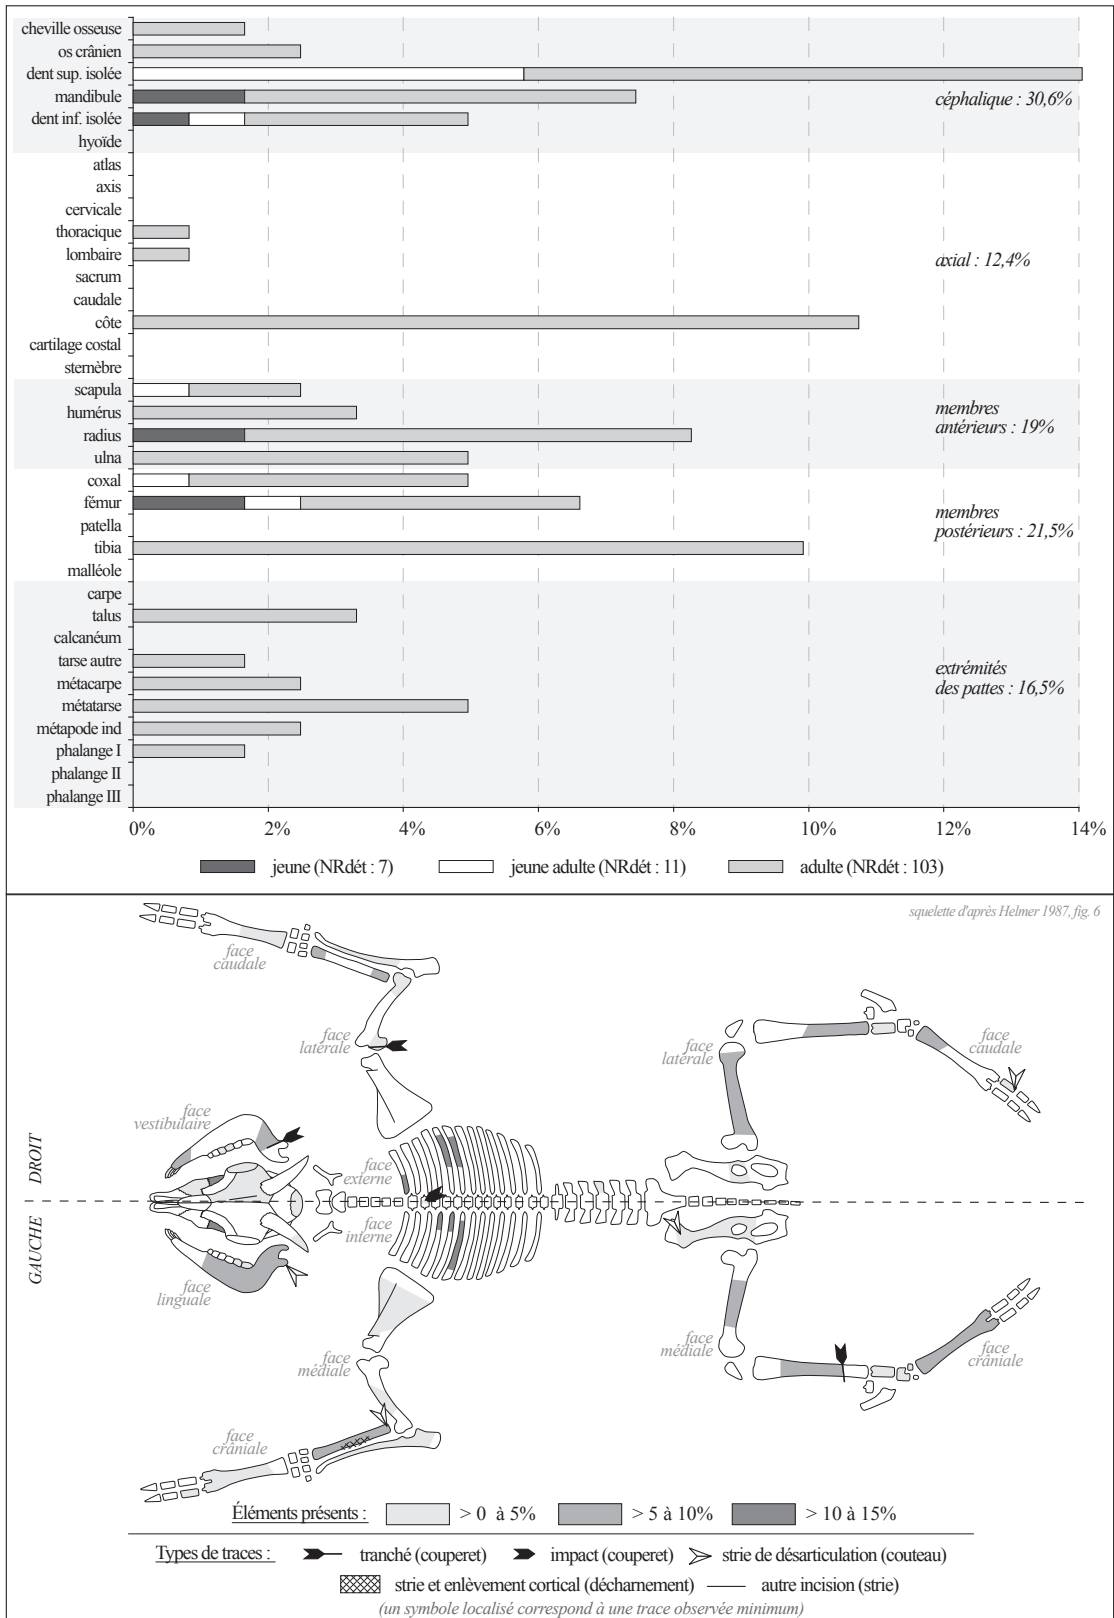 cheville osseuse
os crânien
dent sup. isolée
mandibule
céphalique : 30,6%
dent inf. isolée
hyoïde
atlas
axis
cervicale
thoracique
lombaire
axial : 12,4%
sacrum
caudale
côte
cartilage costal
sternèbre
scapula
humérus
membres
antérieurs : 19%
radius
ulna
coxal
fémur
patella
membres
postérieurs : 21,5%
tibia
malléole
carpe
talus
calcanéum
tarse autre
extrémités
des pattes : 16,5%
métacarpe
métatarse
métapode ind
phalange I
phalange II
phalange III
0% 2% 4% 6% 8% 10% 12% 14%
jeune (NRdét : 7) jeune adulte (NRdét : 11) adulte (NRdét : 103)
squelette d'après Helmer 1987, fig. 6
face
caudale
face
latérale
face
latérale
face
caudale
face
vestibulaire
DROIT
face
externe
GAUCHE
face
interne
face
linguale
face
médiale
face
médiale
face
crâniale
face
crâniale
Éléments présents : > 0 à 5% > 5 à 10% > 10 à 15%
Types de traces : tranché (couperet) impact (couperet) strie de désarticulation (couteau)
strie et enlèvement cortical (décharnement) autre incision (strie)
(un symbole localisé correspond à une trace observée minimum)